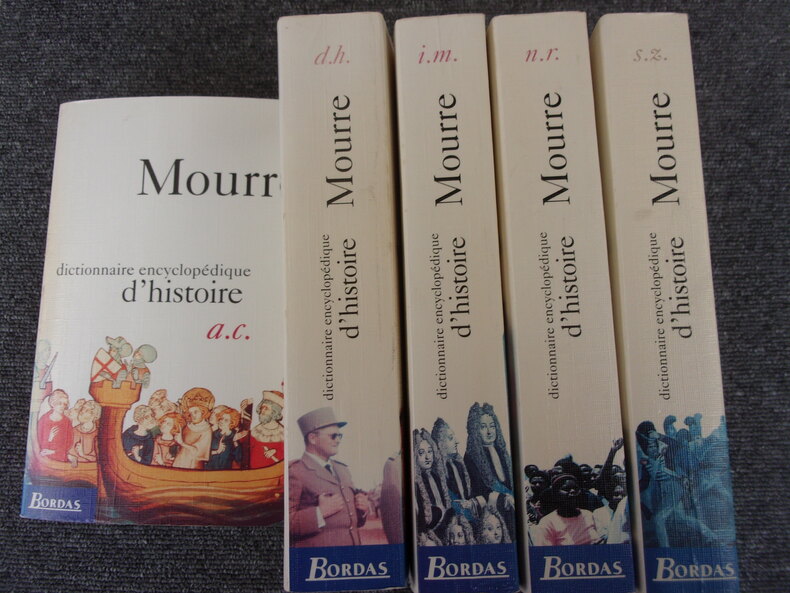 Mourr
dictionnaire encyclopédique
d'histoire
a.c.
BORDAS
d.h.
Mourre
dictionnaire encyclopédique
d'histoire
BORDAS
i.m.
Mourre
dictionnaire encyclopédique
d'histoire
BORDAS
n.r.
Mourre
dictionnaire encyclopédique
d'histoire
BORDAS
s.z.
Mourre
dictionnaire encyclopédique
d'histoire
BORDAS